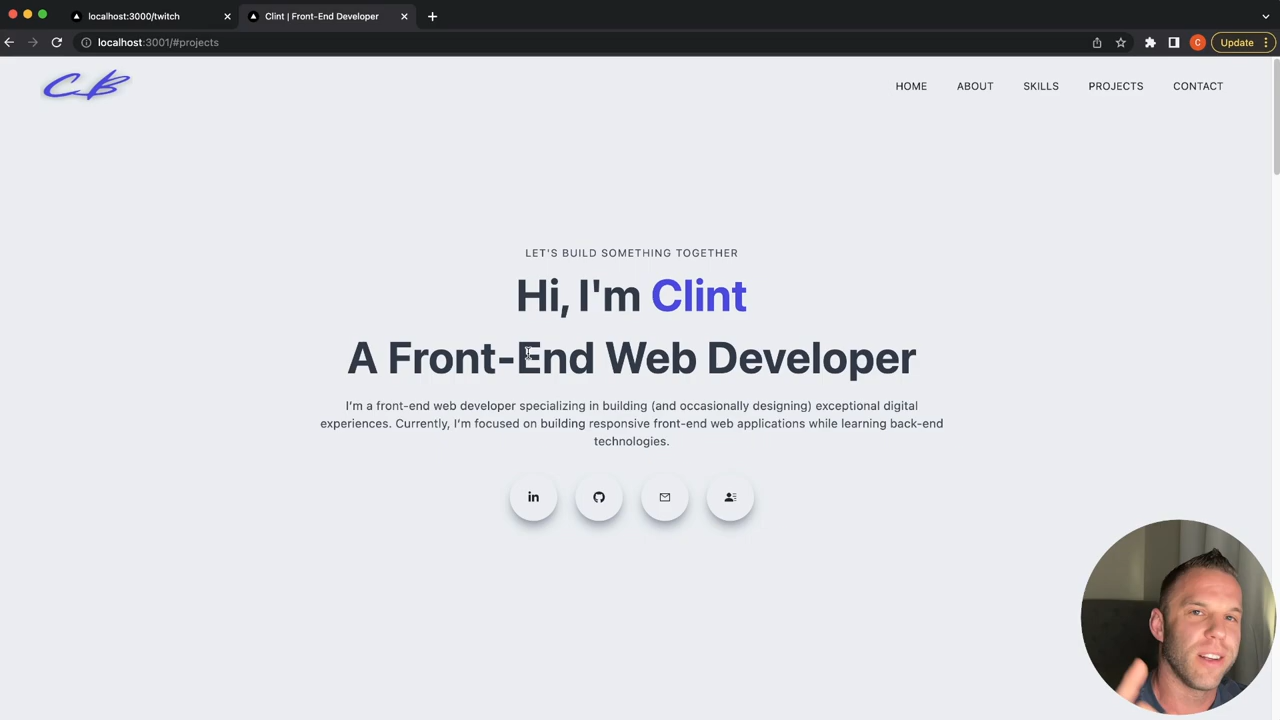 localhost:3000/twitch
Clint | Front-End Developer
localhost:3001/#projects
C
Update
CB
HOME
ABOUT
SKILLS
PROJECTS
CONTACT
LET'S BUILD SOMETHING TOGETHER
Hi, I'm Clint
A Front-End Web Developer
I'm a front-end web developer specializing in building (and occasionally designing) exceptional digital
experiences. Currently, I'm focused on building responsive front-end web applications while learning back-end
technologies.
in